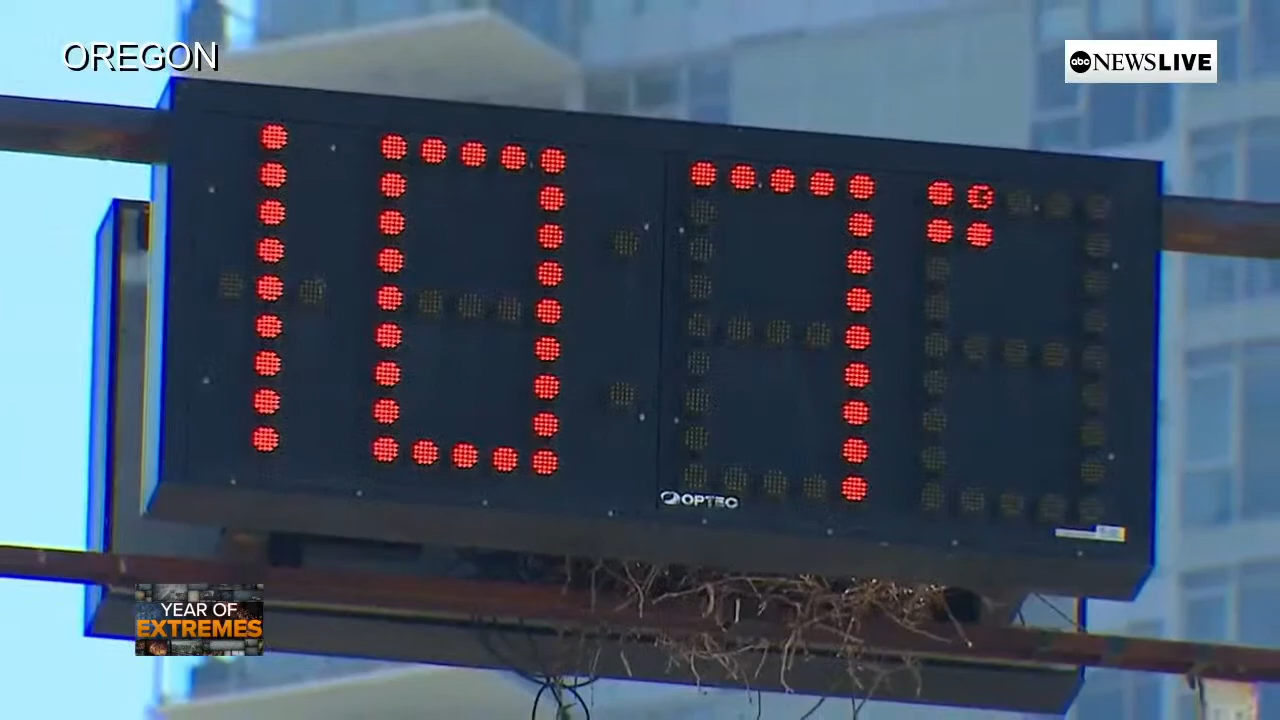 OREGON
abc NEWS LIVE
107°
OPTEC
YEAR OF
EXTREMES